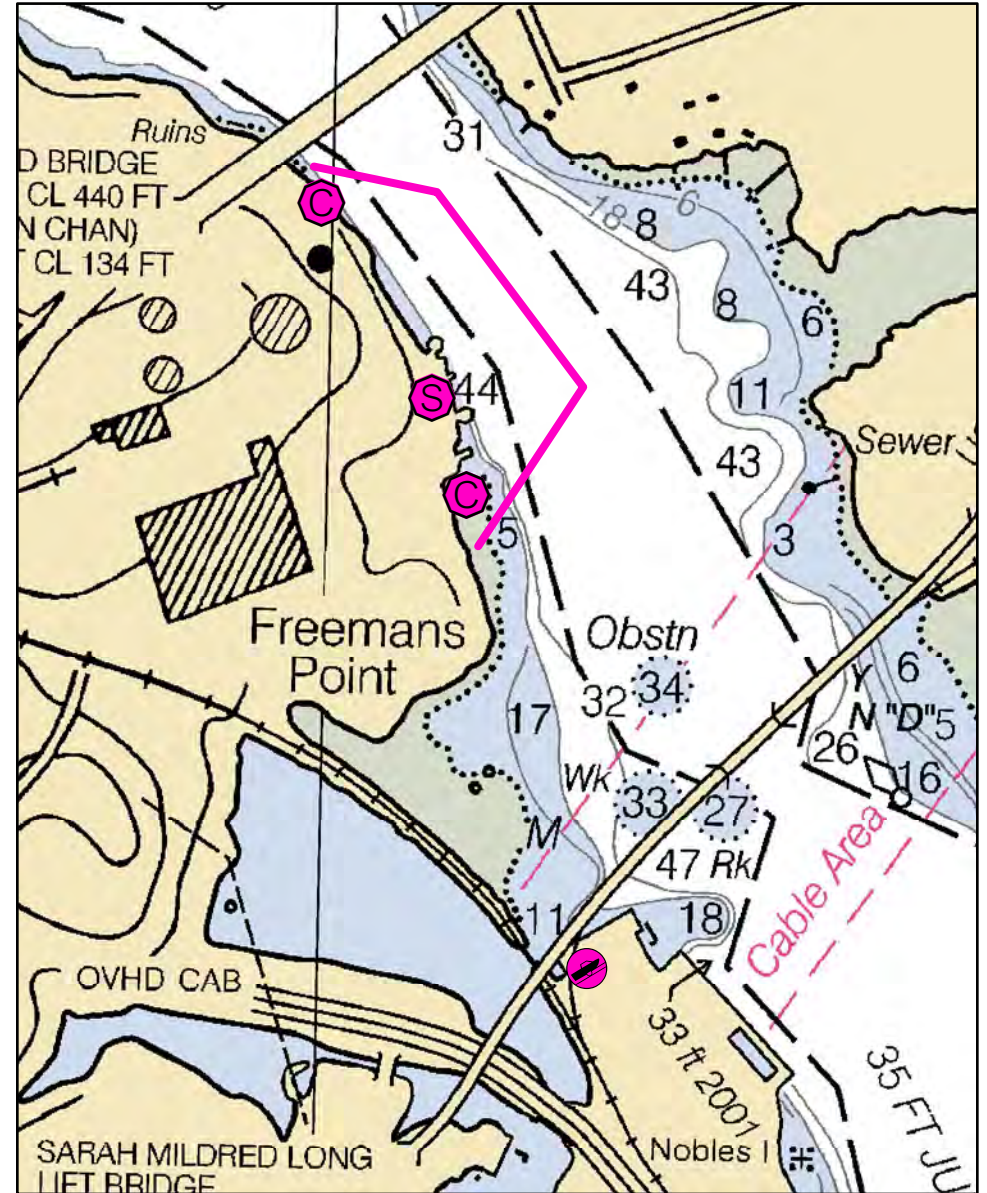 Ruins
31
D BRIDGE
CL 440 FT
N CHAN)
T CL 134 FT
C
18
6
8
43
8
6
11
S
44
43
Sewer
C
5
3
Freemans
Point
Obstn
34
32
17
Y
6
N "D"
5
26
16
Wk
33
27
M
47 Rk
11
18
Cable Area
OVHD CAB
33 ft 2001
35 FT JU
SARAH MILDRED LONG
LIFT BRIDGE
Nobles I